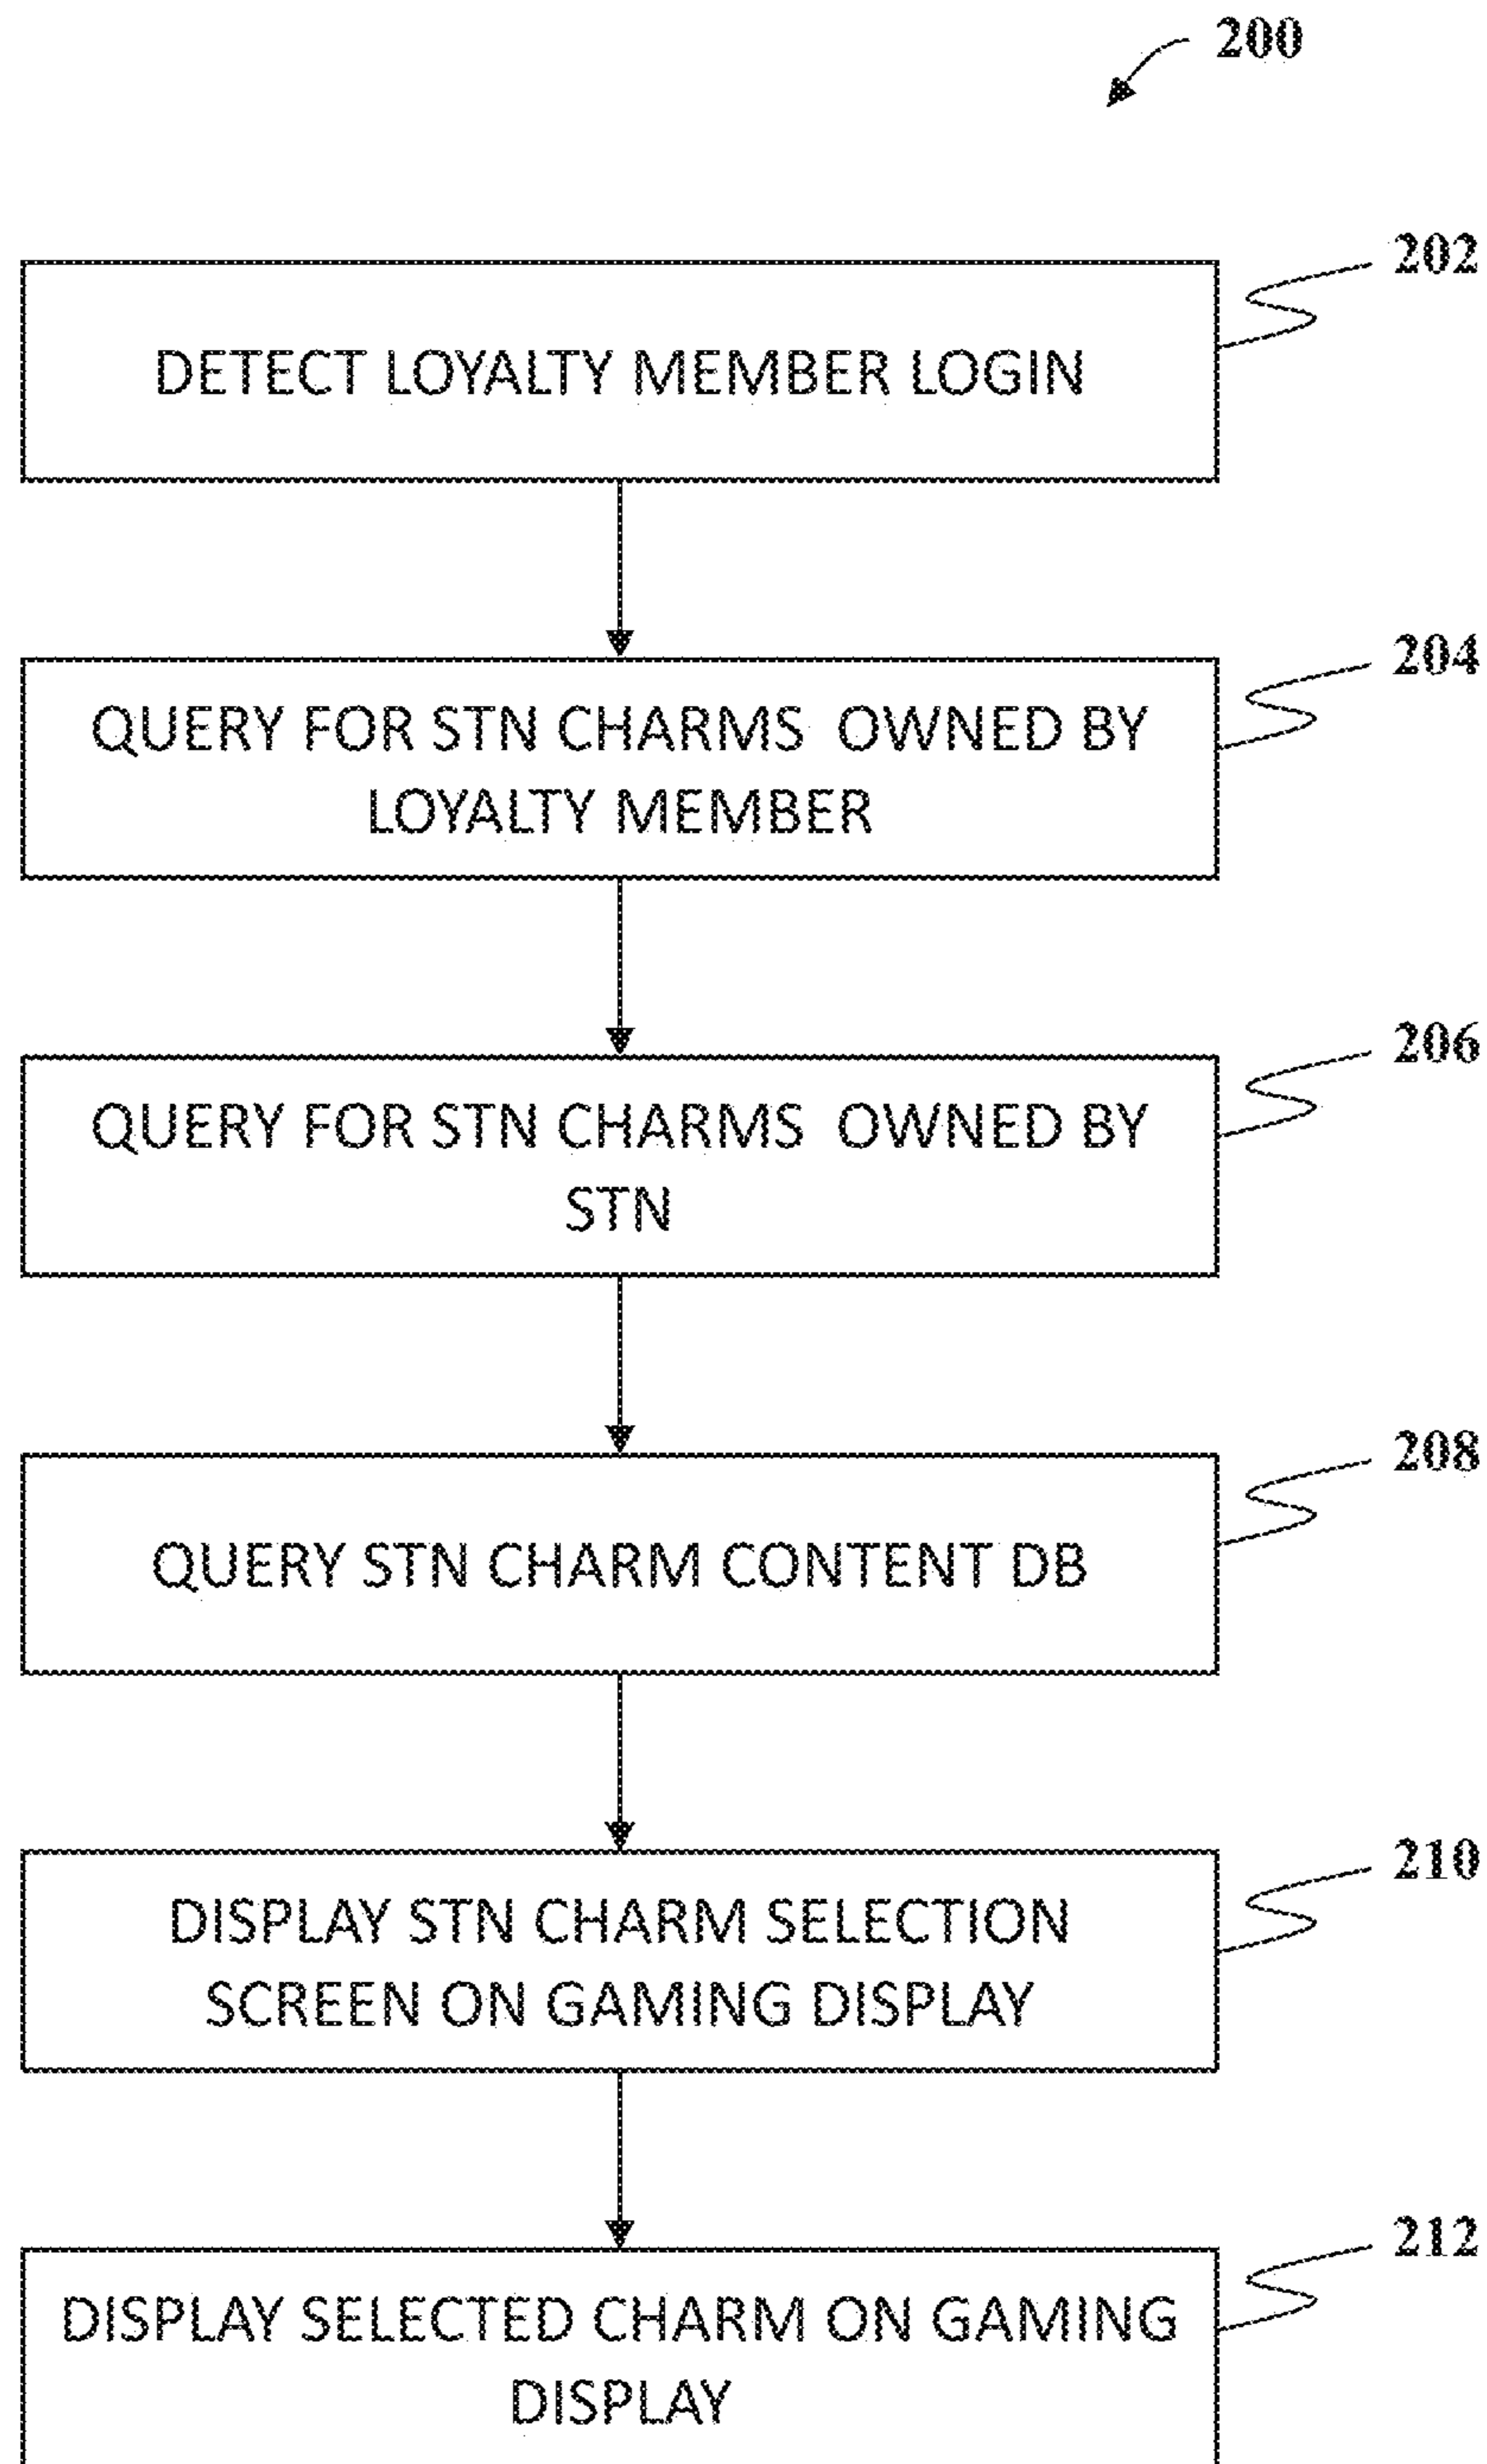 200
202
DETECT LOYALTY MEMBER LOGIN
204
QUERY FOR STN CHARMS OWNED BY
LOYALTY MEMBER
206
QUERY FOR STN CHARMS OWNED BY
STN
208
QUERY STN CHARM CONTENT DB
210
DISPLAY STN CHARM SELECTION
SCREEN ON GAMING DISPLAY
212
DISPLAY SELECTED CHARM ON GAMING
DISPLAY